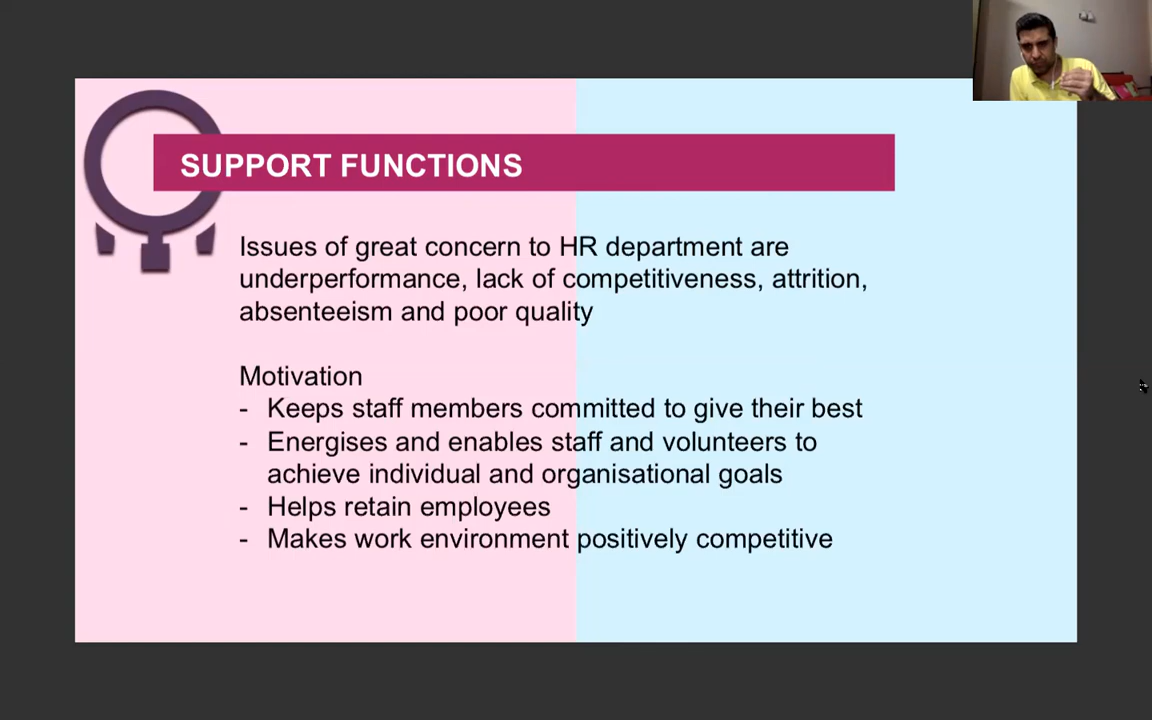 SUPPORT FUNCTIONS
Issues of great concern to HR department are
underperformance, lack of competitiveness, attrition,
absenteeism and poor quality
Motivation
- Keeps staff members committed to give their best
- Energises and enables staff and volunteers to
achieve individual and organisational goals
- Helps retain employees
- Makes work environment positively competitive